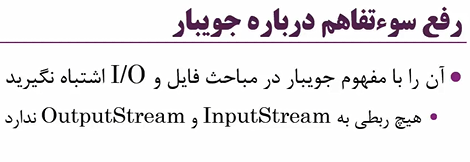 رفع سوءتفاهم درباره جویبار
آن را با مفهوم جویبار در مباحث فایل و I/O اشتباه نگیرید
هیچ ربطی به InputStream و OutputStream ندارد